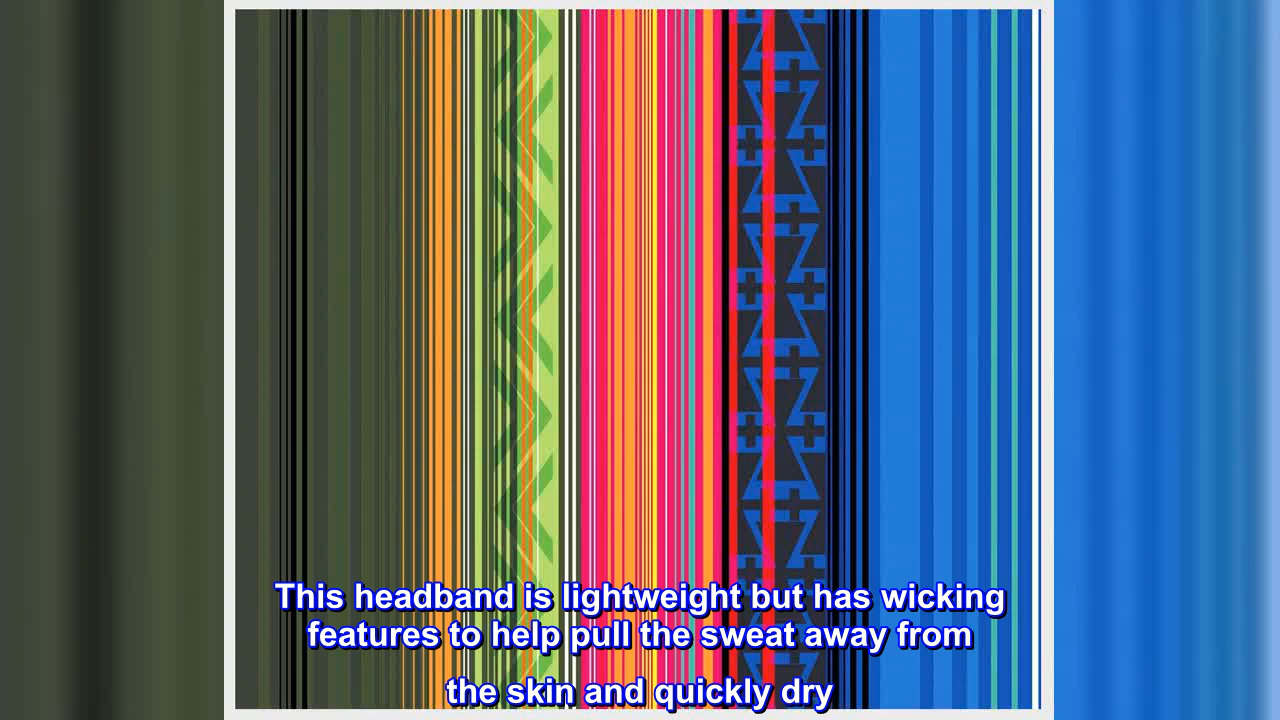 This headband is lightweight but has wicking
features to help pull the sweat away from
the skin and quickly dry